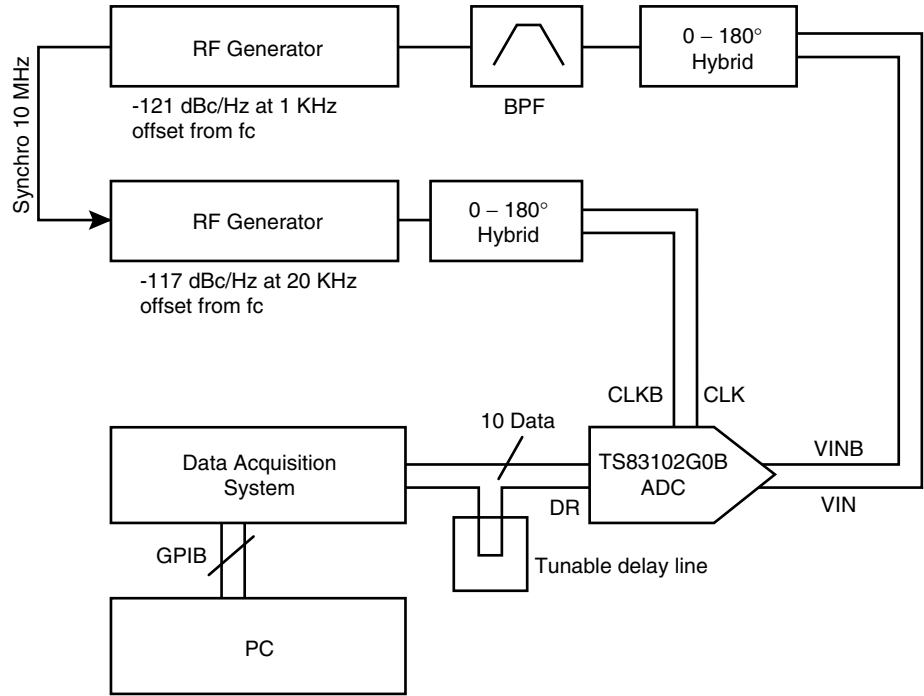 RF Generator
BPF
0 – 180°
Hybrid
-121 dBc/Hz at 1 KHz
offset from fc
Synchro 10 MHz
RF Generator
0 – 180°
Hybrid
-117 dBc/Hz at 20 KHz
offset from fc
CLKB
CLK
10 Data
Data Acquisition
System
TS83102G0B
ADC
VINB
VIN
DR
GPIB
Tunable delay line
PC